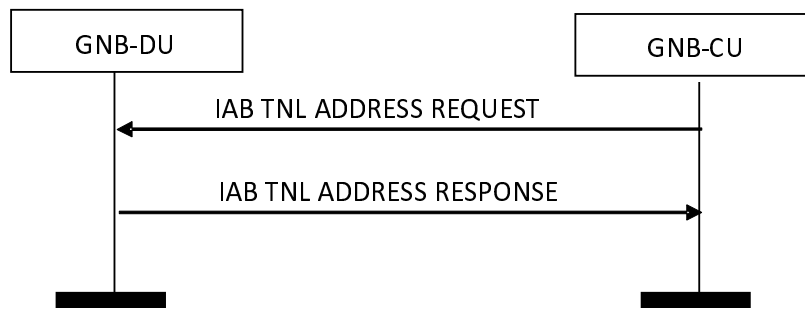 GNB-DU
GNB-CU
IAB TNL ADDRESS REQUEST
IAB TNL ADDRESS RESPONSE